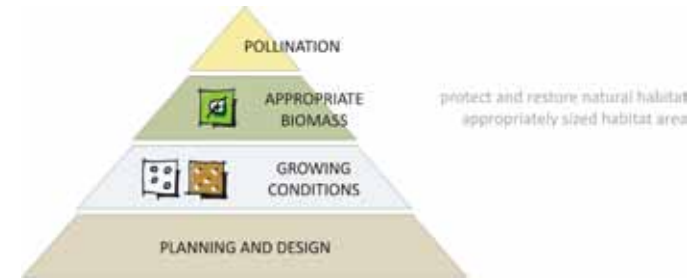 POLLINATION
APPROPRIATE
BIOMASS
protect and restore natural habitat
appropriately sized habitat area
GROWING
CONDITIONS
PLANNING AND DESIGN